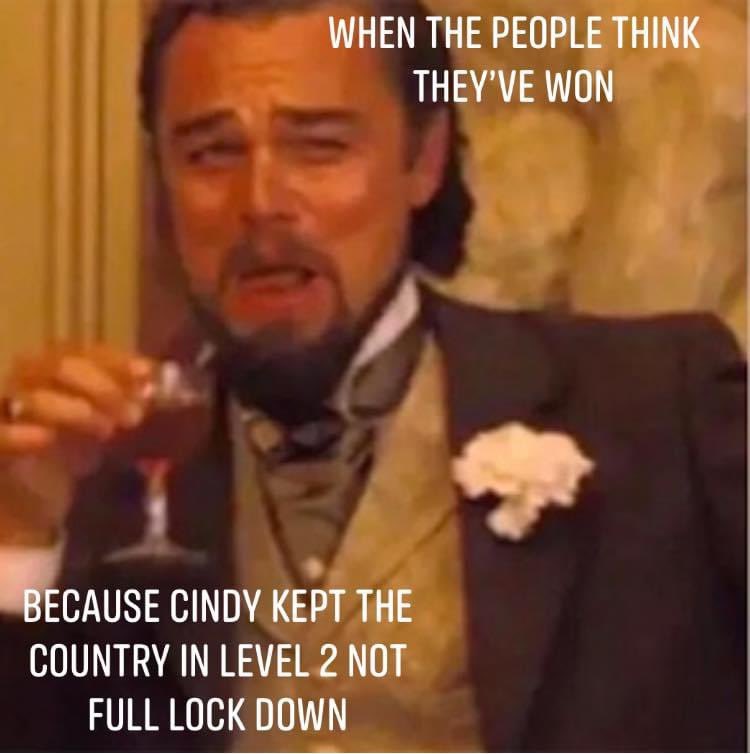 WHEN THE PEOPLE THINK
THEY'VE WON
BECAUSE CINDY KEPT THE
COUNTRY IN LEVEL 2 NOT
FULL LOCK DOWN